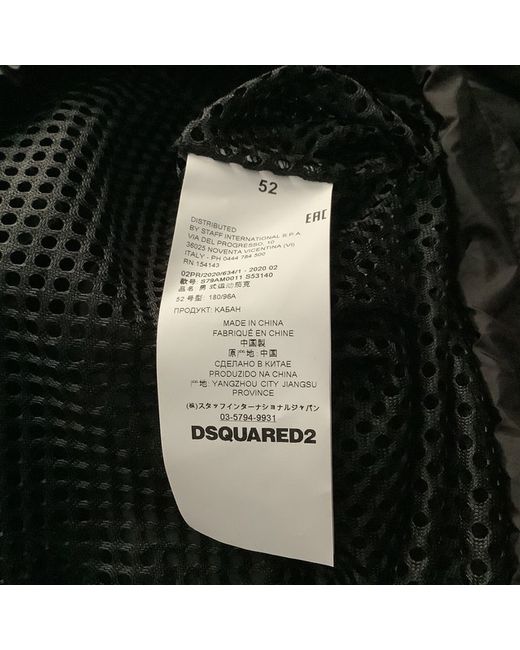 52
EAC
DISTRIBUTED
BY STAFF INTERNATIONAL S.P.A
VIA DEL PROGRESSO, 10
36025 NOVENTA VICENTINA (VI)
ITALY - PH 0444 784 500
RN.154143
02PR/2020/634/1 - 2020 02
款号: S79AM0011 S53140
品名: 男式运动茄克
52 号型: 180/96A
ПРОДУКТ: КАБАН
MADE IN CHINA
FABRIQUÉ EN CHINE
中国製
原产地: 中国
СДЕЛАНО В КИТАЕ
PRODUZIDO NA CHINA
产地: YANGZHOU CITY JIANGSU
PROVINCE
(株)スタッフインターナショナルジャパン
03-5794-9931
DSQUARED2